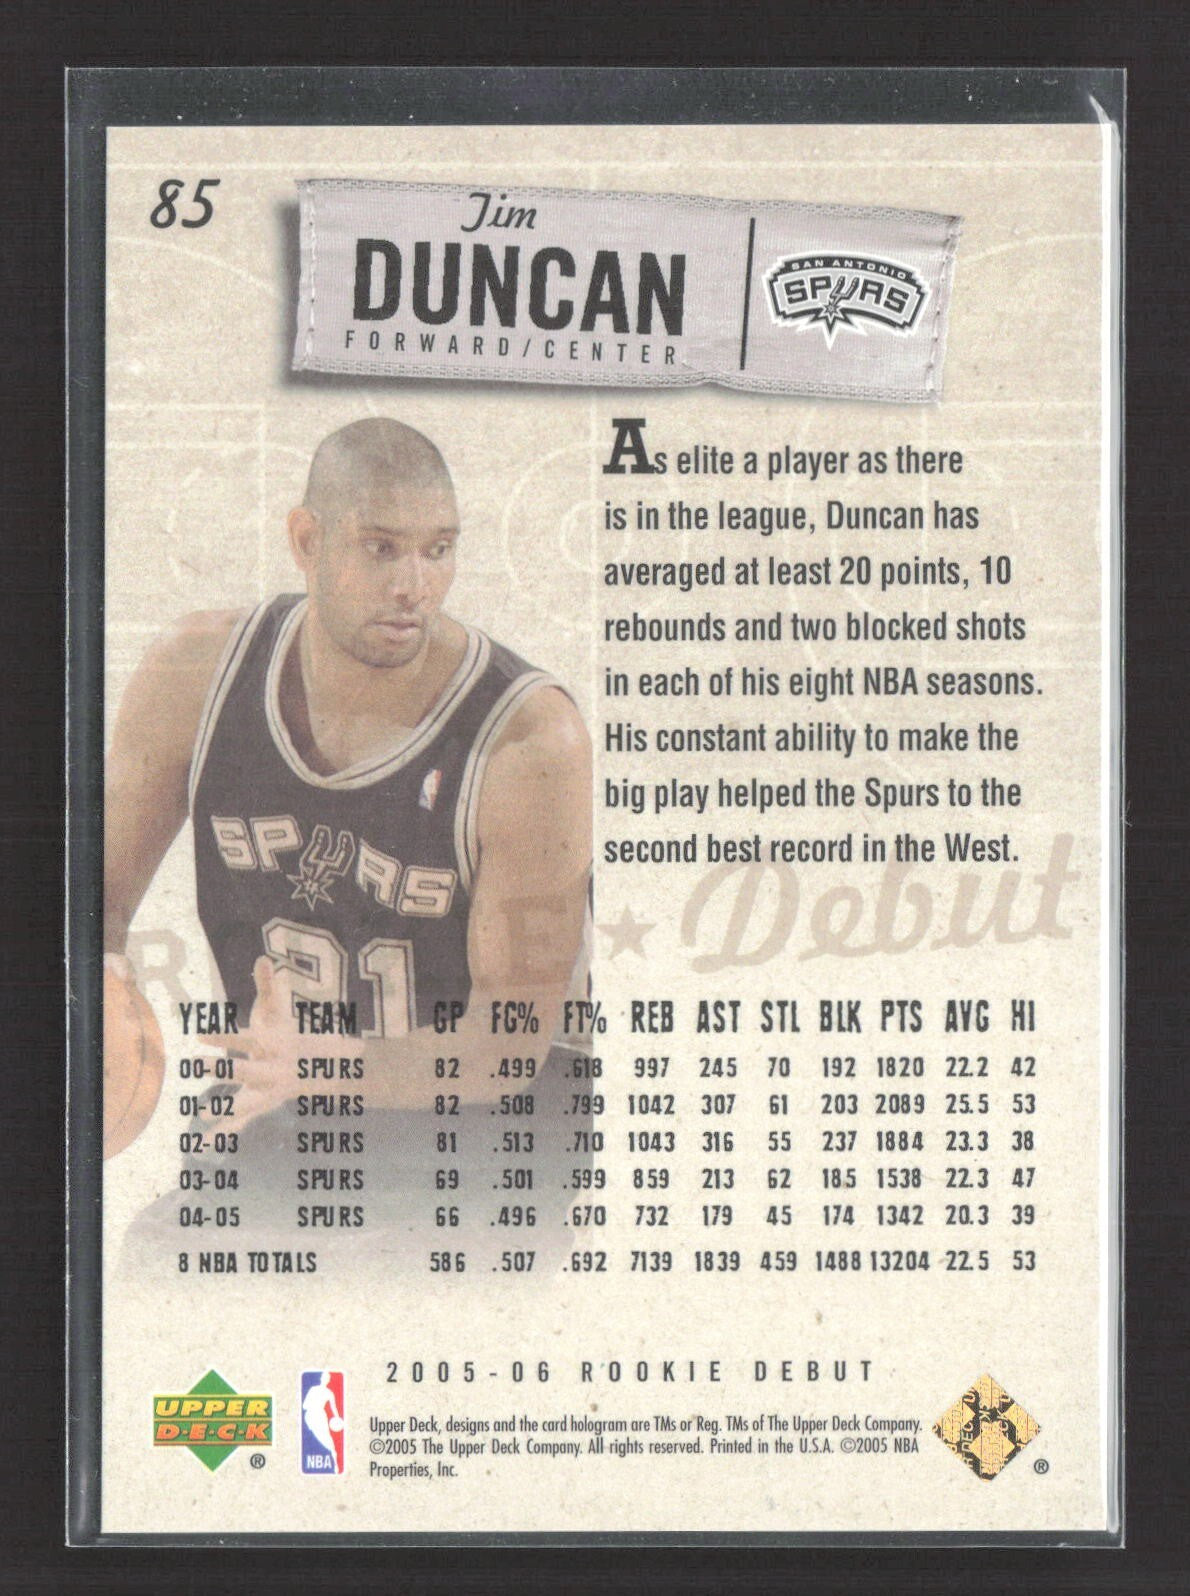 85
Tim
DUNCAN
FORWARD/CENTER
SAN ANTONIO
SPURS
As elite a player as there
is in the league, Duncan has
averaged at least 20 points, 10
rebounds and two blocked shots
in each of his eight NBA seasons.
His constant ability to make the
big play helped the Spurs to the
second best record in the West.
SPURS
21
ROOKIE ★ Debut
YEAR TEAM GP FG% FT% REB AST STL BLK PTS AVG HI
00-01 SPURS 82 .499 .618 997 245 70 192 1820 22.2 42
01-02 SPURS 82 .508 .799 1042 307 61 203 2089 25.5 53
02-03 SPURS 81 .513 .710 1043 316 55 237 1884 23.3 38
03-04 SPURS 69 .501 .599 859 213 62 185 1538 22.3 47
04-05 SPURS 66 .496 .670 732 179 45 174 1342 20.3 39
8 NBA TOTALS 586 .507 .692 7139 1839 459 1488 13204 22.5 53
2005-06 ROOKIE DEBUT
UPPER
D·E·C·K
®
NBA
Upper Deck, designs and the card hologram are TMs or Reg. TMs of The Upper Deck Company.
©2005 The Upper Deck Company. All rights reserved. Printed in the U.S.A. ©2005 NBA
Properties, Inc.
®